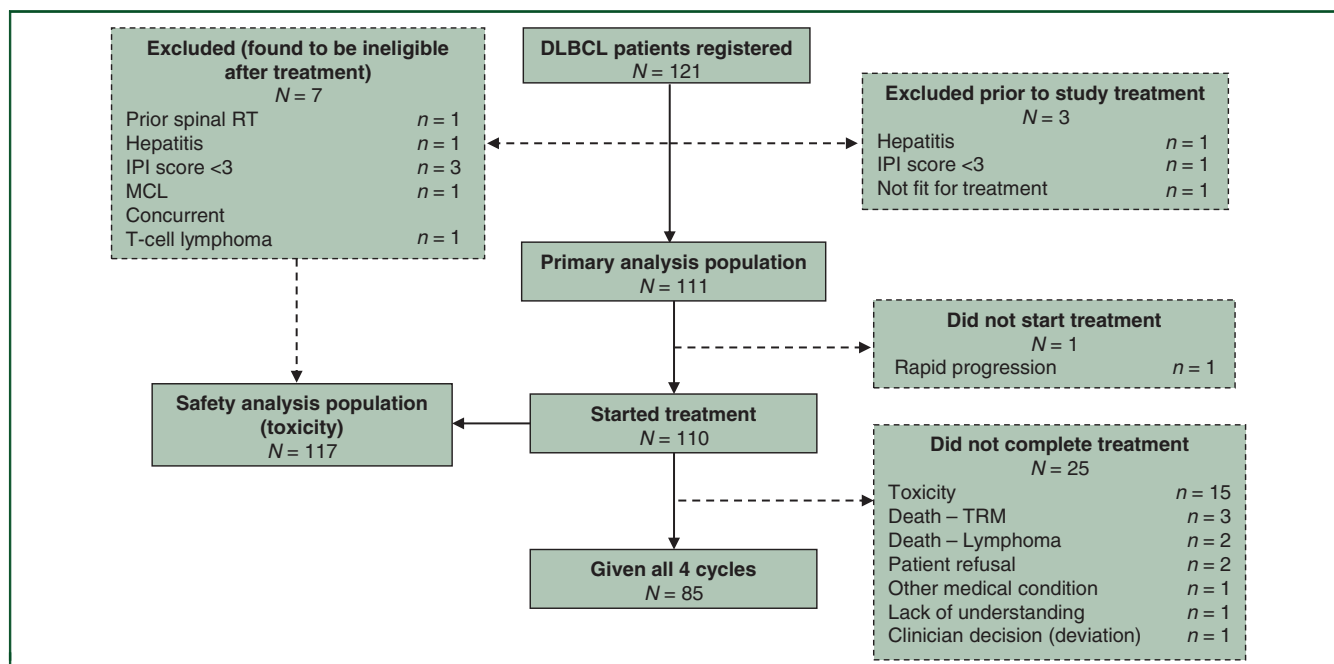 Excluded (found to be ineligible
after treatment)
N = 7
Prior spinal RT n = 1
Hepatitis n = 1
IPI score <3 n = 3
MCL n = 1
Concurrent
T-cell lymphoma n = 1
DLBCL patients registered
N = 121
Excluded prior to study treatment
N = 3
Hepatitis n = 1
IPI score <3 n = 1
Not fit for treatment n = 1
Primary analysis population
N = 111
Did not start treatment
N = 1
Rapid progression n = 1
Safety analysis population
(toxicity)
N = 117
Started treatment
N = 110
Did not complete treatment
N = 25
Toxicity n = 15
Death – TRM n = 3
Death – Lymphoma n = 2
Patient refusal n = 2
Other medical condition n = 1
Lack of understanding n = 1
Clinician decision (deviation) n = 1
Given all 4 cycles
N = 85